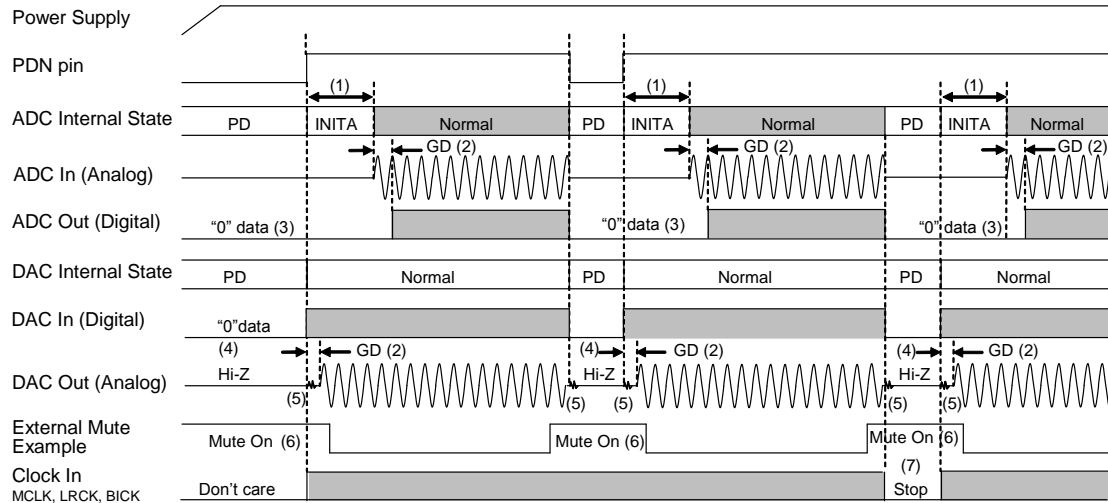 Power Supply
PDN pin
(1) (1) (1)
ADC Internal State PD INITA Normal PD INITA Normal PD INITA Normal
GD (2) GD (2) GD (2)
ADC In (Analog)
ADC Out (Digital) “0” data (3) “0” data (3) “0” data (3)
DAC Internal State PD Normal PD Normal PD Normal
DAC In (Digital) “0”data
(4) GD (2) (4) GD (2) (4) GD (2)
DAC Out (Analog) Hi-Z Hi-Z Hi-Z
(5) (5) (5) (5) (5)
External Mute
Example Mute On (6) Mute On (6) Mute On (6)
Clock In (7)
MCLK, LRCK, BICK Don’t care Stop